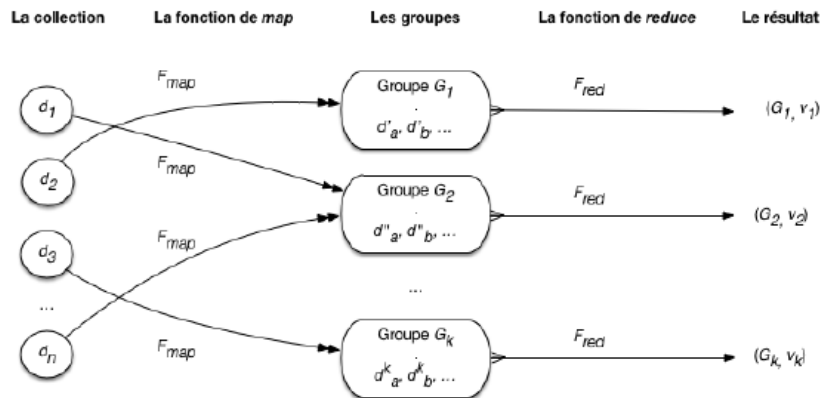 La collection La fonction de map Les groupes La fonction de reduce Le résultat
Fmap Groupe G1 Fred
d1 . (G1, v1)
d'a, d'b, ...
d2 Fmap Groupe G2 Fred
. (G2, v2)
d''a, d''b, ...
d3 Fmap
... ...
Groupe Gk Fred
dn Fmap . (Gk, vk)
dka, dkb, ...